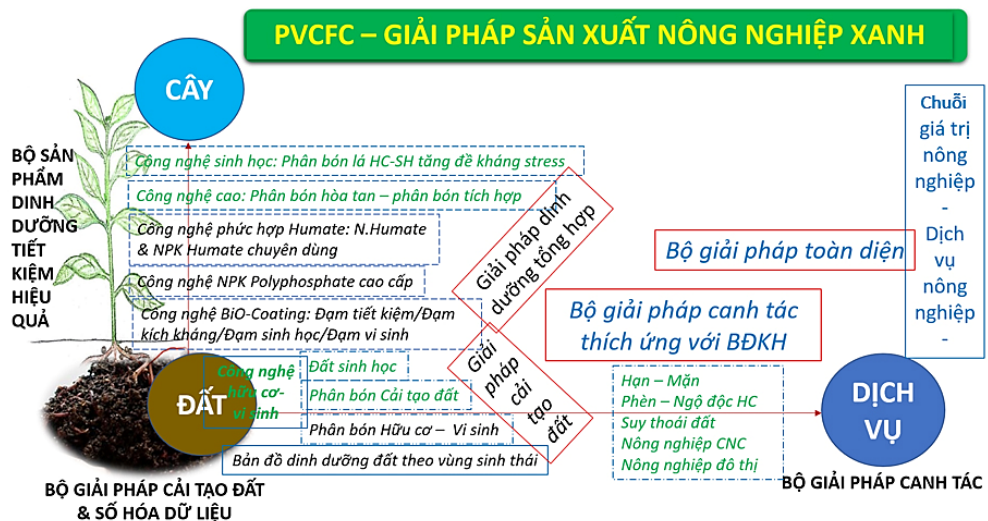 PVCFC – GIẢI PHÁP SẢN XUẤT NÔNG NGHIỆP XANH
CÂY
BỘ SẢN
PHẨM
DINH
DƯỠNG
TIẾT
KIỆM
HIỆU
QUẢ
Công nghệ sinh học: Phân bón lá HC-SH tăng đề kháng stress
Công nghệ cao: Phân bón hòa tan – phân bón tích hợp
Công nghệ phức hợp Humate: N.Humate
& NPK Humate chuyên dùng
Công nghệ NPK Polyphosphate cao cấp
Công nghệ BiO-Coating: Đạm tiết kiệm/Đạm
kích kháng/Đạm sinh học/Đạm vi sinh
Giải pháp dinh
dưỡng tổng hợp
Chuỗi
giá trị
nông
nghiệp
-
Dịch
vụ
nông
nghiệp
-
Bộ giải pháp toàn diện
Bộ giải pháp canh tác
thích ứng với BĐKH
ĐẤT
Công nghệ
hữu cơ-
vi sinh
Đất sinh học
Phân bón Cải tạo đất
Phân bón Hữu cơ – Vi sinh
Bản đồ dinh dưỡng đất theo vùng sinh thái
Giải
pháp
cải
tạo
đất
Hạn – Mặn
Phèn – Ngộ độc HC
Suy thoái đất
Nông nghiệp CNC
Nông nghiệp đô thị
DỊCH
VỤ
BỘ GIẢI PHÁP CẢI TẠO ĐẤT
& SỐ HÓA DỮ LIỆU
BỘ GIẢI PHÁP CANH TÁC